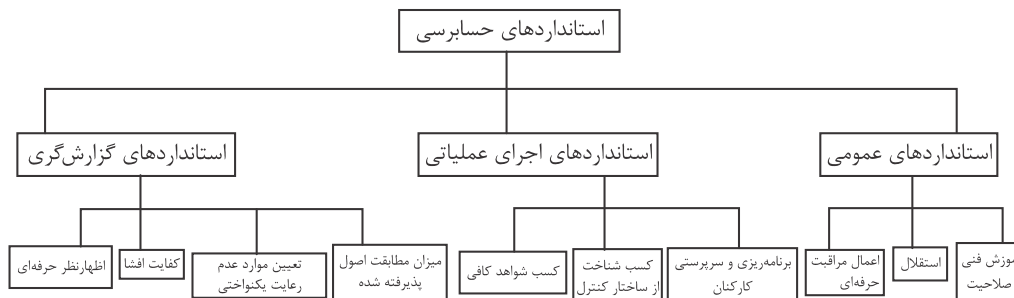 استانداردهای حسابرسی
استانداردهای عمومی
استانداردهای اجرای عملیاتی
استانداردهای گزارش‌گری
فنی
صلاحیت
استقلال
اعمال مراقبت
حرفه‌ای
برنامه‌ریزی و سرپرستی
کارکنان
کسب شناخت
از ساختار کنترل
کسب شواهد کافی
میزان مطابقت اصول
پذیرفته شده
تعیین موارد عدم
رعایت یکنواختی
کفایت افشا
اظهارنظر حرفه‌ای